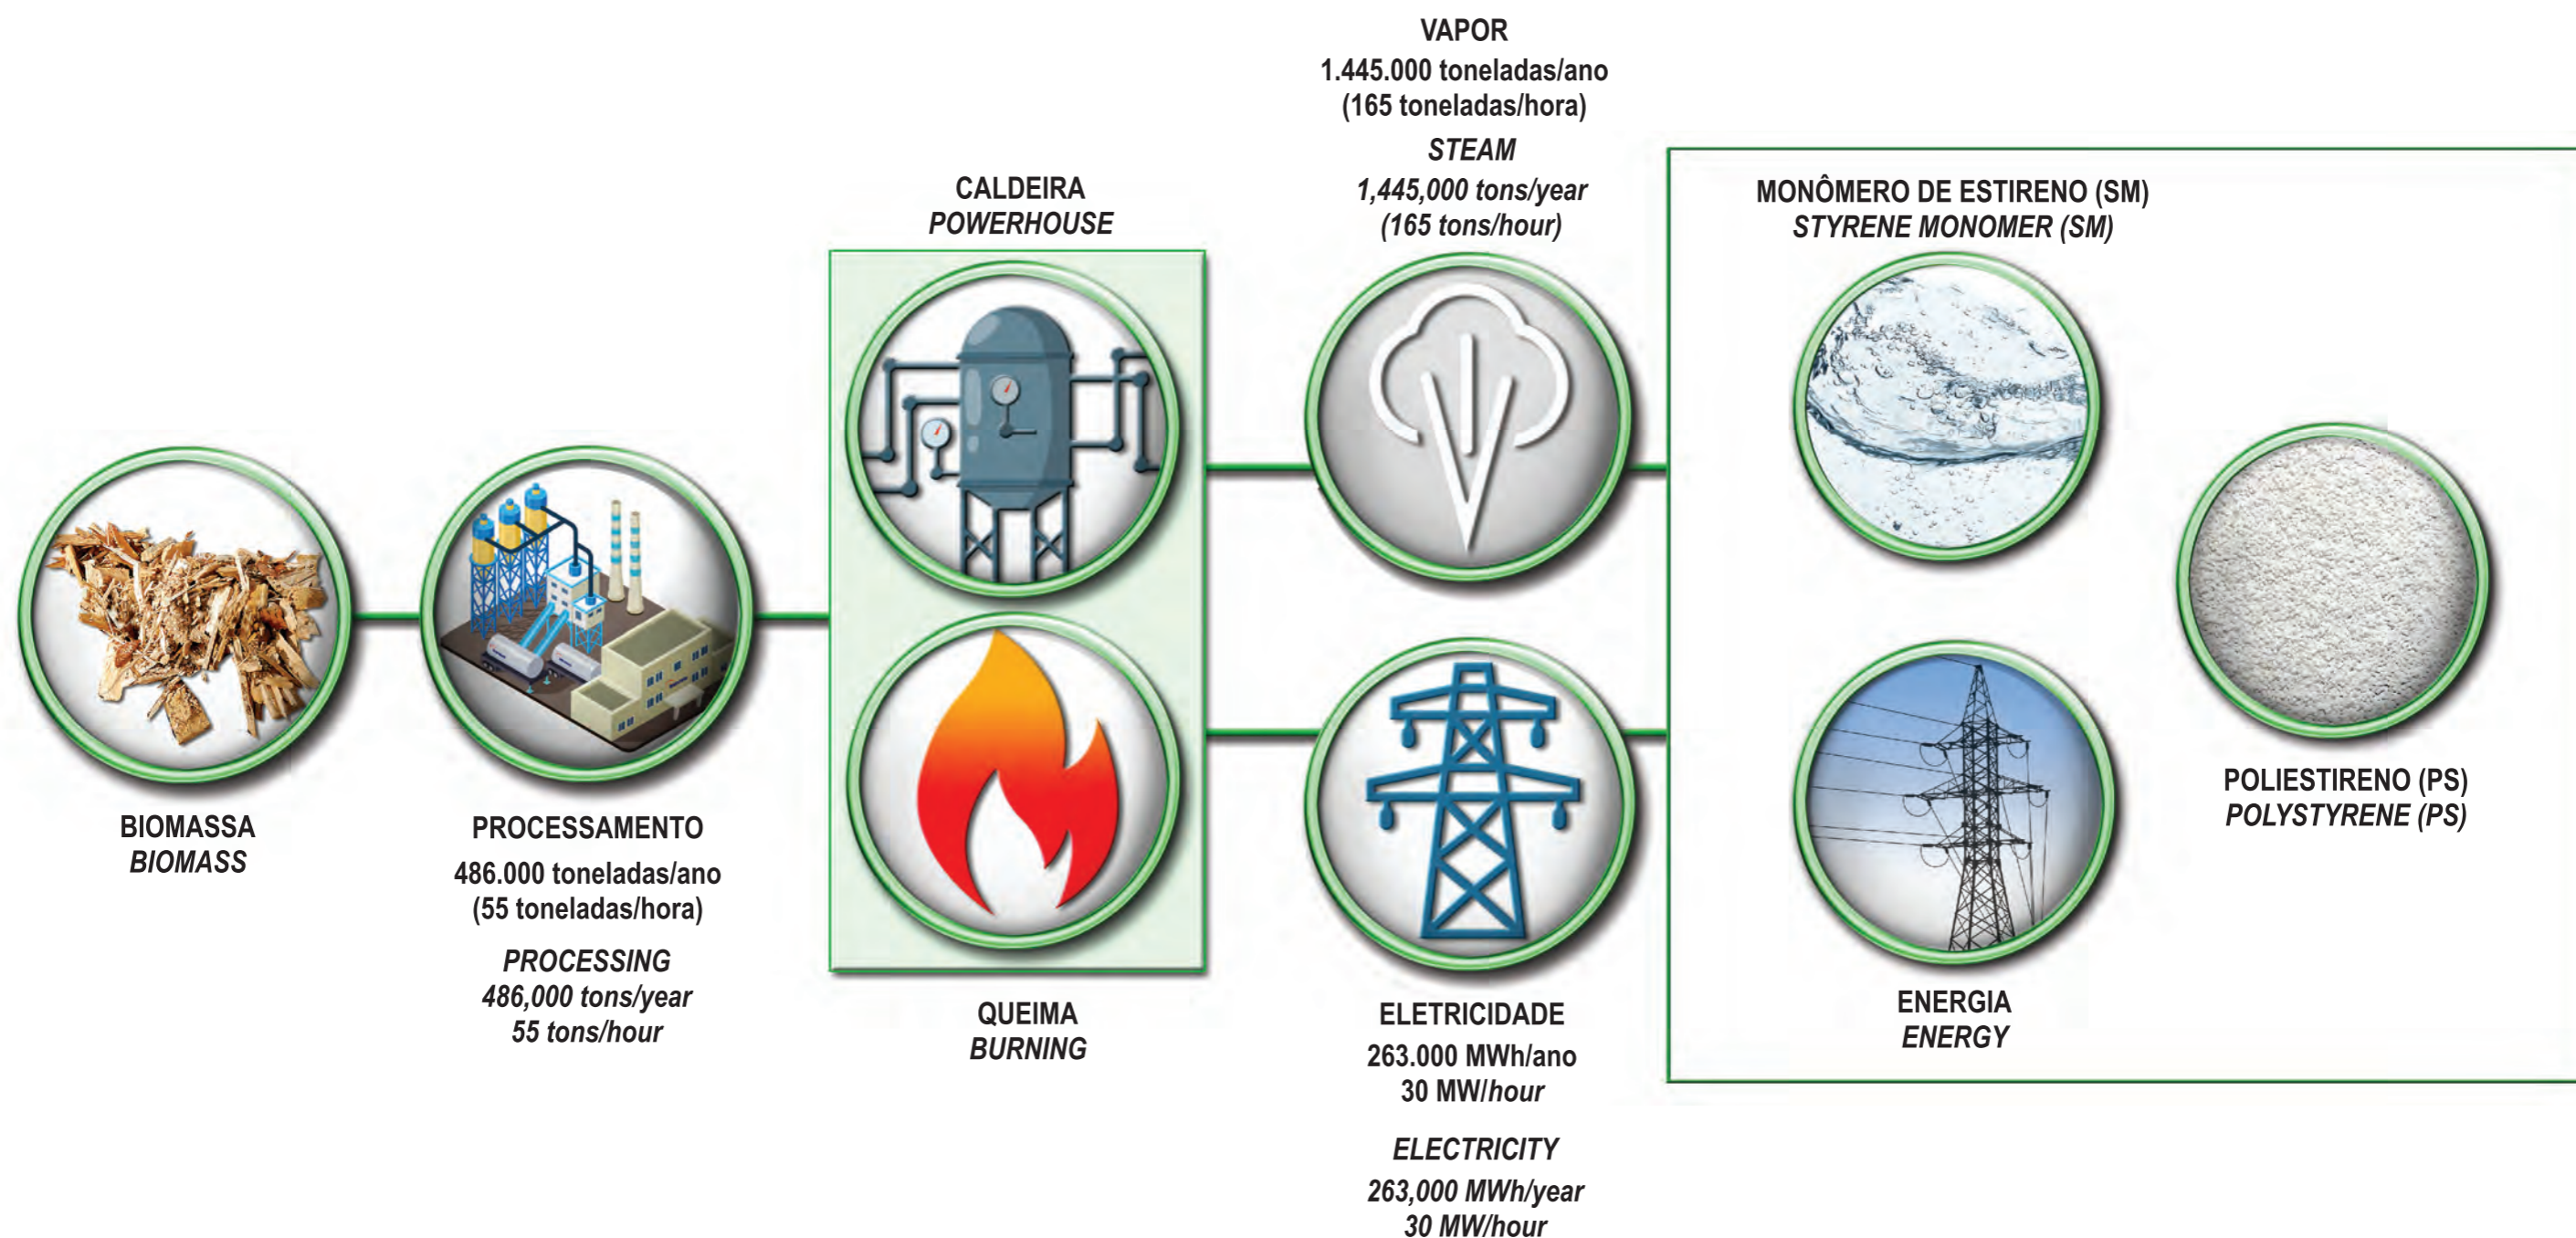 BIOMASSA
BIOMASS
PROCESSAMENTO
486.000 toneladas/ano
(55 toneladas/hora)
PROCESSING
486,000 tons/year
55 tons/hour
CALDEIRA
POWERHOUSE
QUEIMA
BURNING
VAPOR
1.445.000 toneladas/ano
(165 toneladas/hora)
STEAM
1,445,000 tons/year
(165 tons/hour)
ELETRICIDADE
263.000 MWh/ano
30 MW/hour
ELECTRICITY
263,000 MWh/year
30 MW/hour
MONÔMERO DE ESTIRENO (SM)
STYRENE MONOMER (SM)
ENERGIA
ENERGY
POLIESTIRENO (PS)
POLYSTYRENE (PS)